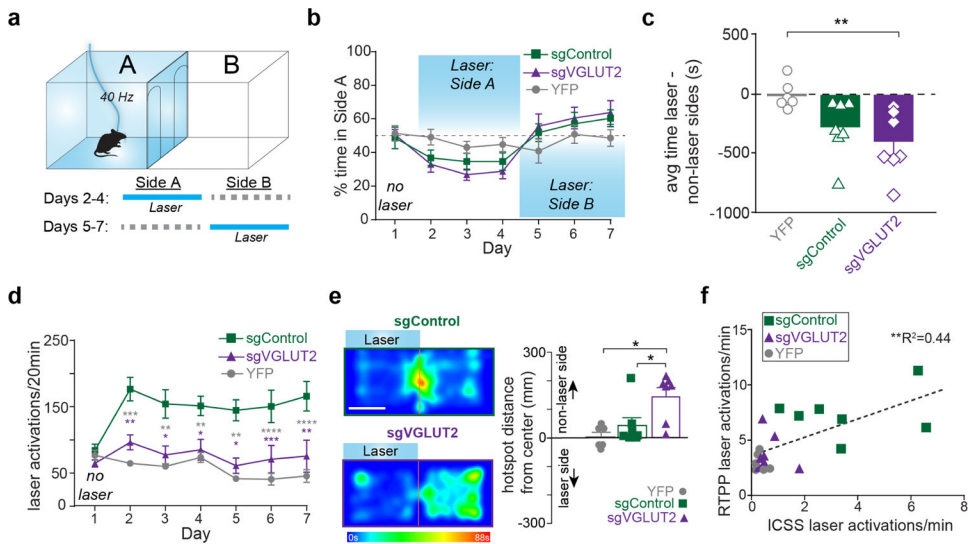 a
A
B
40 Hz
Side A
Side B
Days 2-4:
Laser
Days 5-7:
Laser
b
% time in Side A
100
80
60
40
20
0
Laser:
Side A
sgControl
sgVGLUT2
YFP
no
laser
Laser:
Side B
1 2 3 4 5 6 7
Day
c
avg time laser -
non-laser sides (s)
500
0
-500
-1000
**
YFP
sgControl
sgVGLUT2
d
laser activations/20min
250
150
50
0
sgControl
sgVGLUT2
YFP
*** ** * ** ** **** ****
** * * * *** **
no
laser
1 2 3 4 5 6 7
Day
e
sgControl
Laser
sgVGLUT2
Laser
0s 88s
hotspot distance
from center (mm)
300
0
-300
non-laser side
laser side
*
*
YFP
sgControl
sgVGLUT2
f
sgControl
sgVGLUT2
YFP
**R²=0.44
RTPP laser activations/min
15
10
5
0
0 2 4 6 8
ICSS laser activations/min